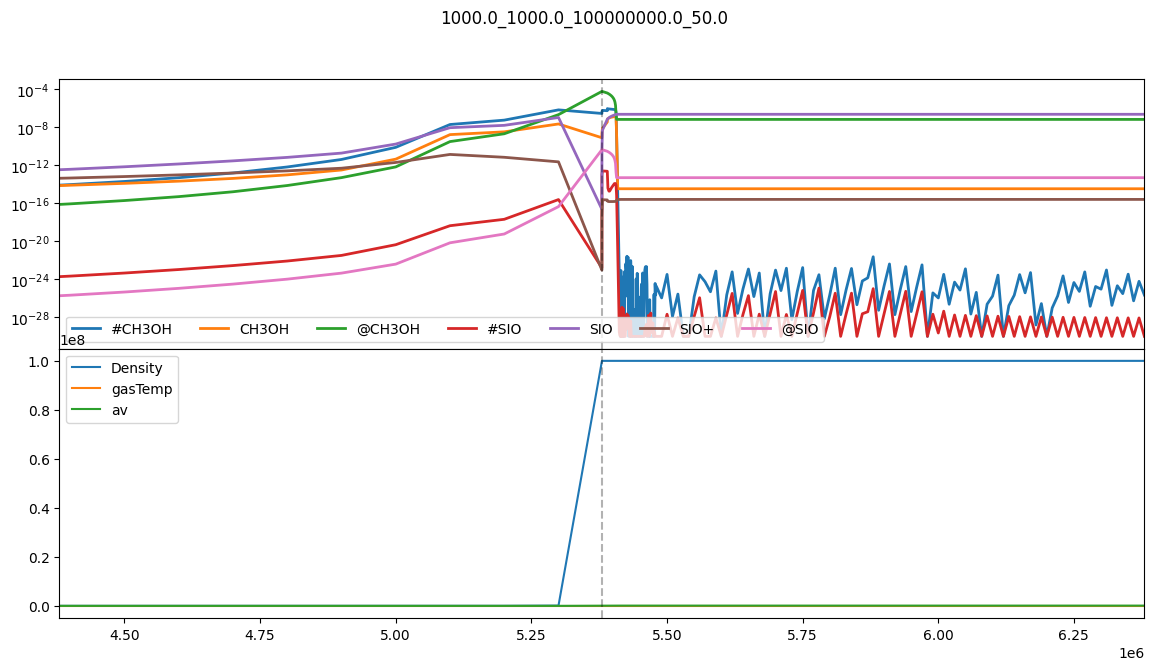 1000.0_1000.0_100000000.0_50.0
10⁻⁴
10⁻⁸
10⁻¹²
10⁻¹⁶
10⁻²⁰
10⁻²⁴
10⁻²⁸
#CH3OH CH3OH @CH3OH #SIO SIO SIO+ @SIO
1e8
1.0
0.8
0.6
0.4
0.2
0.0
Density
gasTemp
av
4.50 4.75 5.00 5.25 5.50 5.75 6.00 6.25
1e6